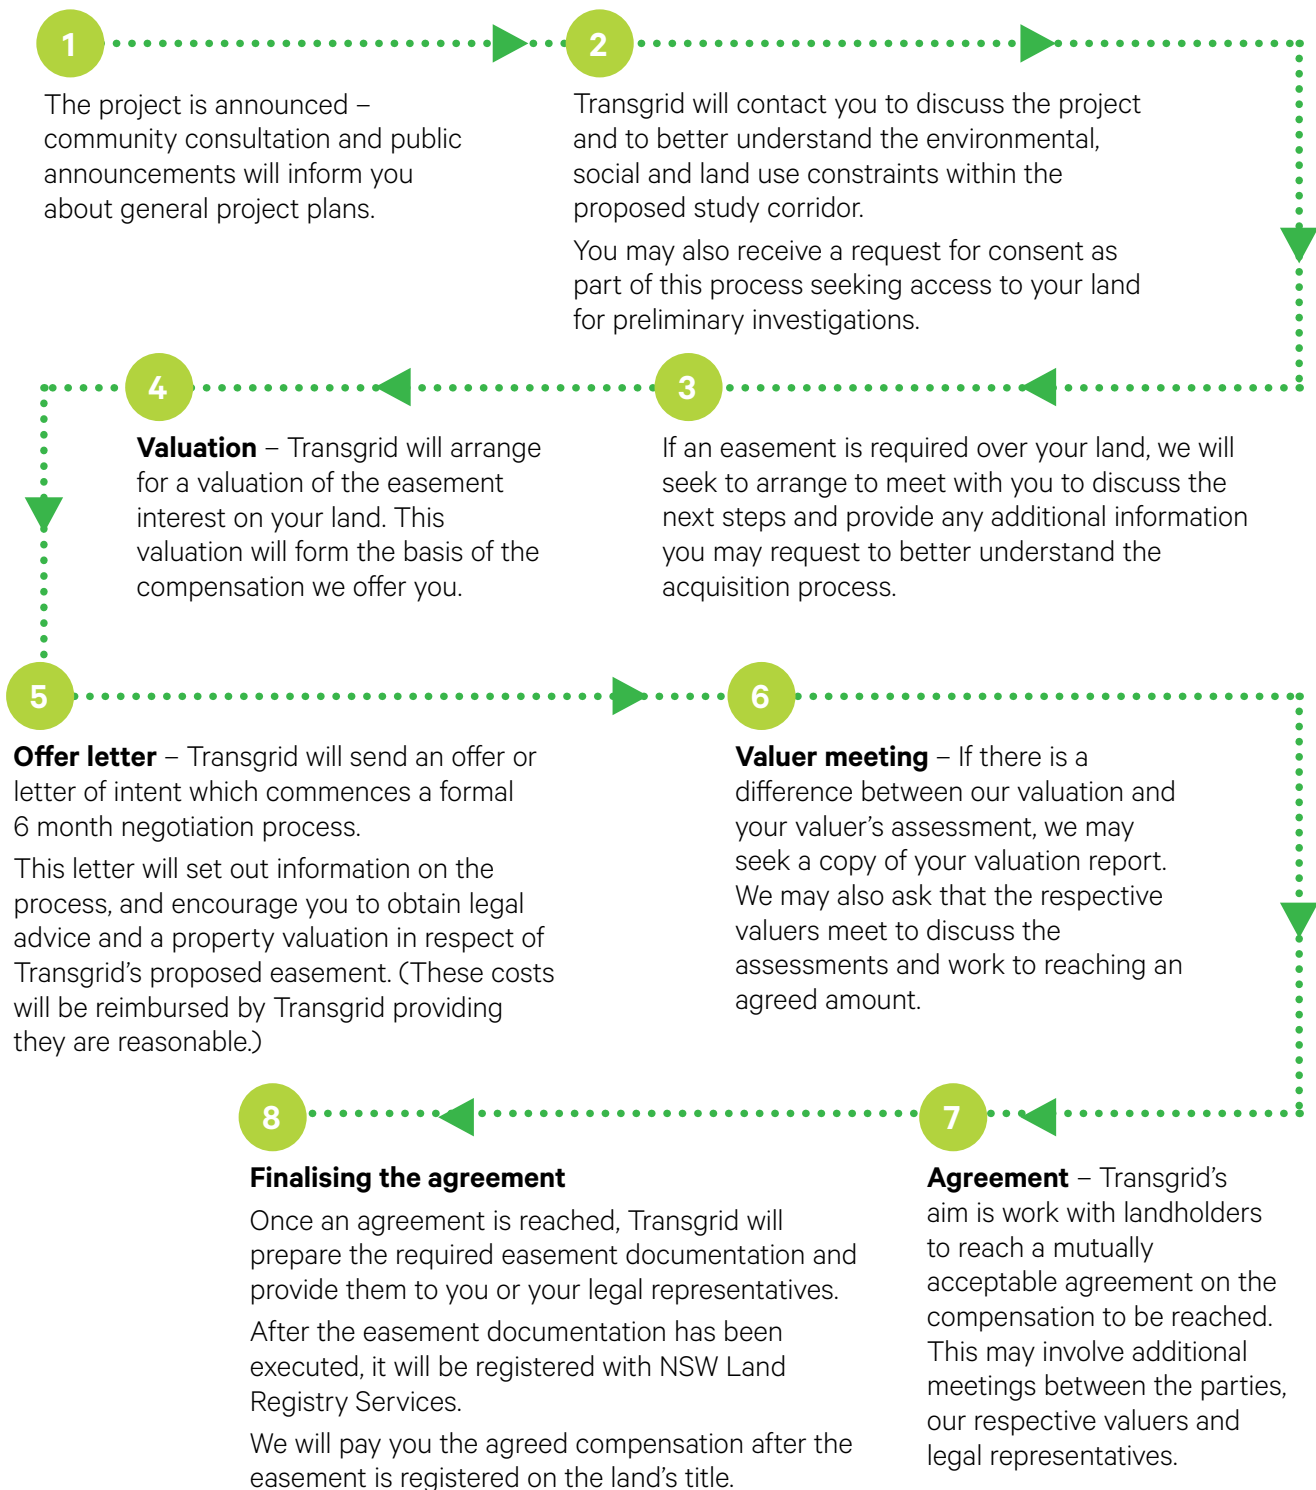 1
The project is announced –
community consultation and public
announcements will inform you
about general project plans.
2
Transgrid will contact you to discuss the project
and to better understand the environmental,
social and land use constraints within the
proposed study corridor.
You may also receive a request for consent as
part of this process seeking access to your land
for preliminary investigations.
3
If an easement is required over your land, we will
seek to arrange to meet with you to discuss the
next steps and provide any additional information
you may request to better understand the
acquisition process.
4
Valuation – Transgrid will arrange
for a valuation of the easement
interest on your land. This
valuation will form the basis of the
compensation we offer you.
5
Offer letter – Transgrid will send an offer or
letter of intent which commences a formal
6 month negotiation process.
This letter will set out information on the
process, and encourage you to obtain legal
advice and a property valuation in respect of
Transgrid's proposed easement. (These costs
will be reimbursed by Transgrid providing
they are reasonable.)
6
Valuer meeting – If there is a
difference between our valuation and
your valuer's assessment, we may
seek a copy of your valuation report.
We may also ask that the respective
valuers meet to discuss the
assessments and work to reaching an
agreed amount.
7
Agreement – Transgrid's
aim is work with landholders
to reach a mutually
acceptable agreement on the
compensation to be reached.
This may involve additional
meetings between the parties,
our respective valuers and
legal representatives.
8
Finalising the agreement
Once an agreement is reached, Transgrid will
prepare the required easement documentation and
provide them to you or your legal representatives.
After the easement documentation has been
executed, it will be registered with NSW Land
Registry Services.
We will pay you the agreed compensation after the
easement is registered on the land's title.